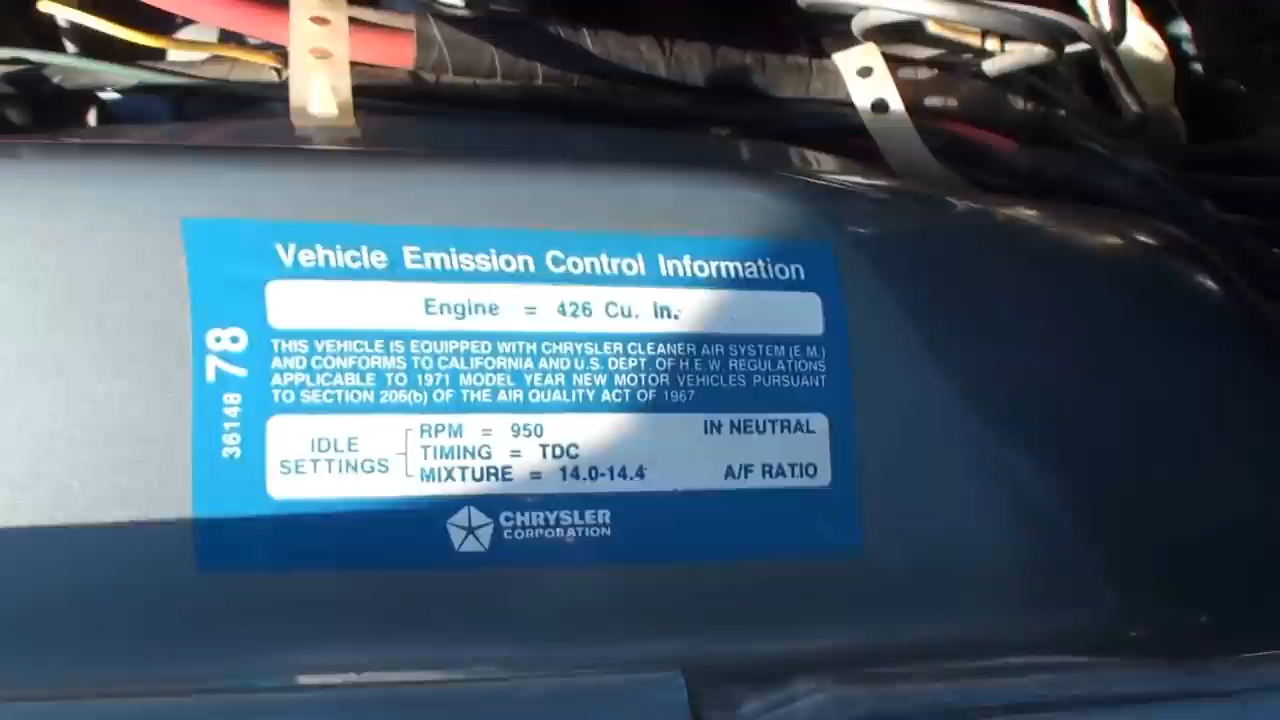 Vehicle Emission Control Information
Engine = 426 Cu. In.
THIS VEHICLE IS EQUIPPED WITH CHRYSLER CLEANER AIR SYSTEM (E.M.)
AND CONFORMS TO CALIFORNIA AND U.S. DEPT. OF H.E.W. REGULATIONS
APPLICABLE TO 1971 MODEL YEAR NEW MOTOR VEHICLES PURSUANT
TO SECTION 206(b) OF THE AIR QUALITY ACT OF 1967
IDLE SETTINGS
RPM = 950 IN NEUTRAL
TIMING = TDC
MIXTURE = 14.0-14.4 A/F RATIO
CHRYSLER
CORPORATION
36148 78